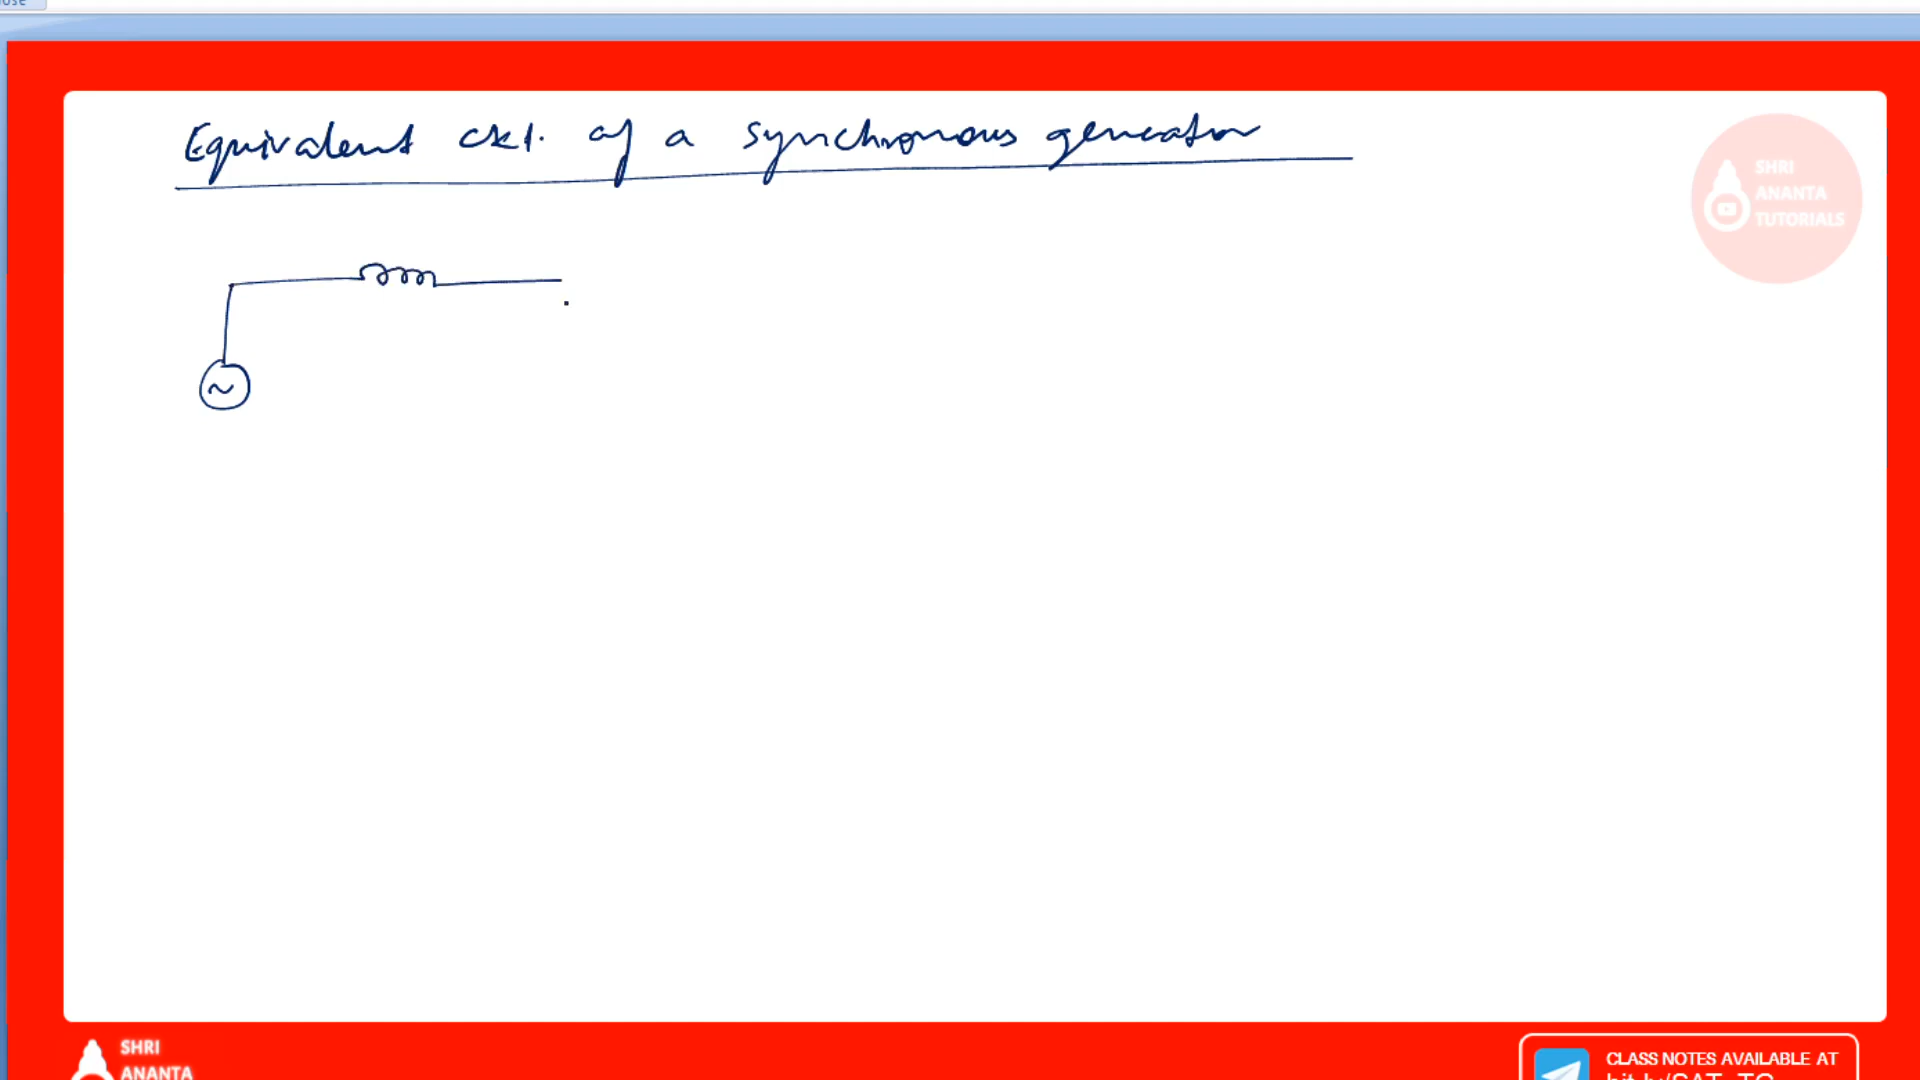 Equivalent ckt. of a synchronous generator
SHRI
ANANTA
TUTORIALS
~
SHRI
ANANTA
CLASS NOTES AVAILABLE AT